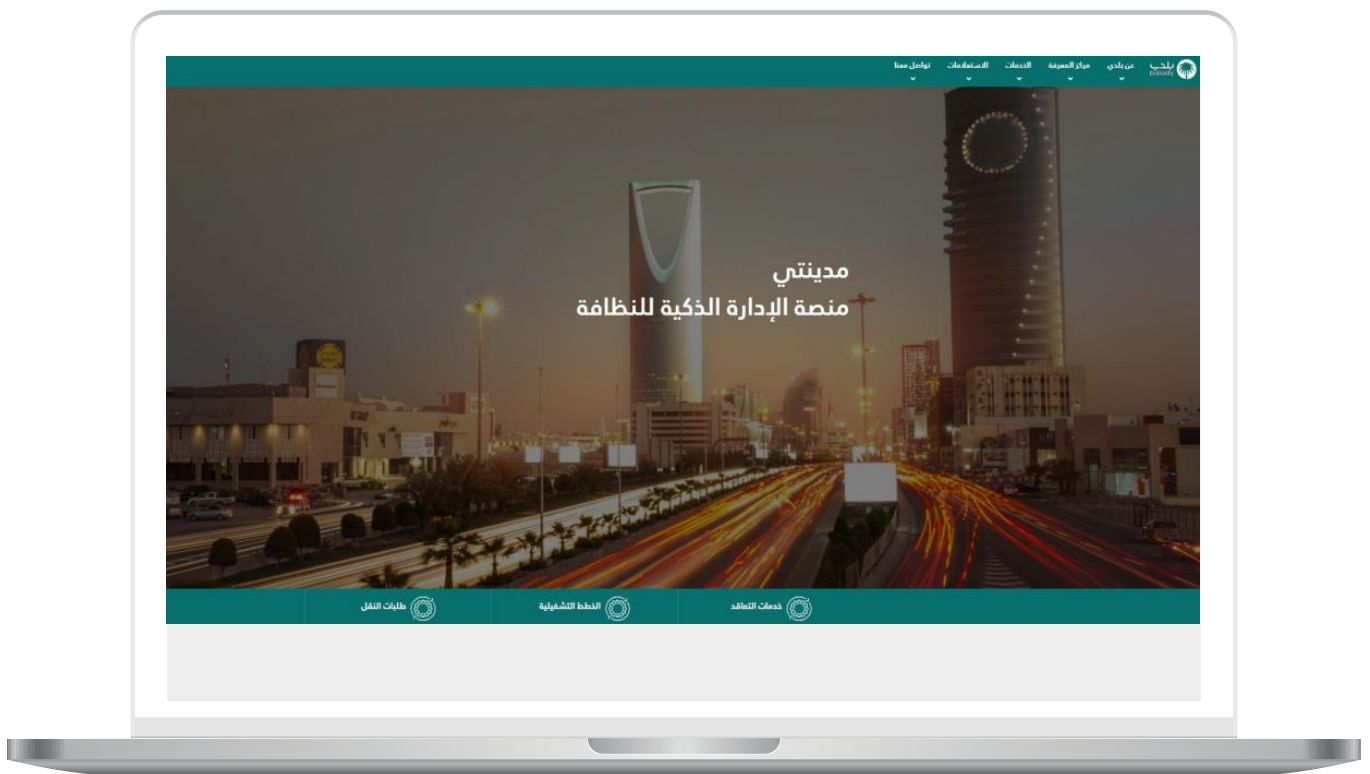 بلدي
balady
عن بلدي
مركز المعرفة
الخدمات
الاستعلامات
تواصل معنا
مدينتي
منصة الإدارة الذكية للنظافة
خدمات التعاقد
الخطط التشغيلية
طلبات النقل